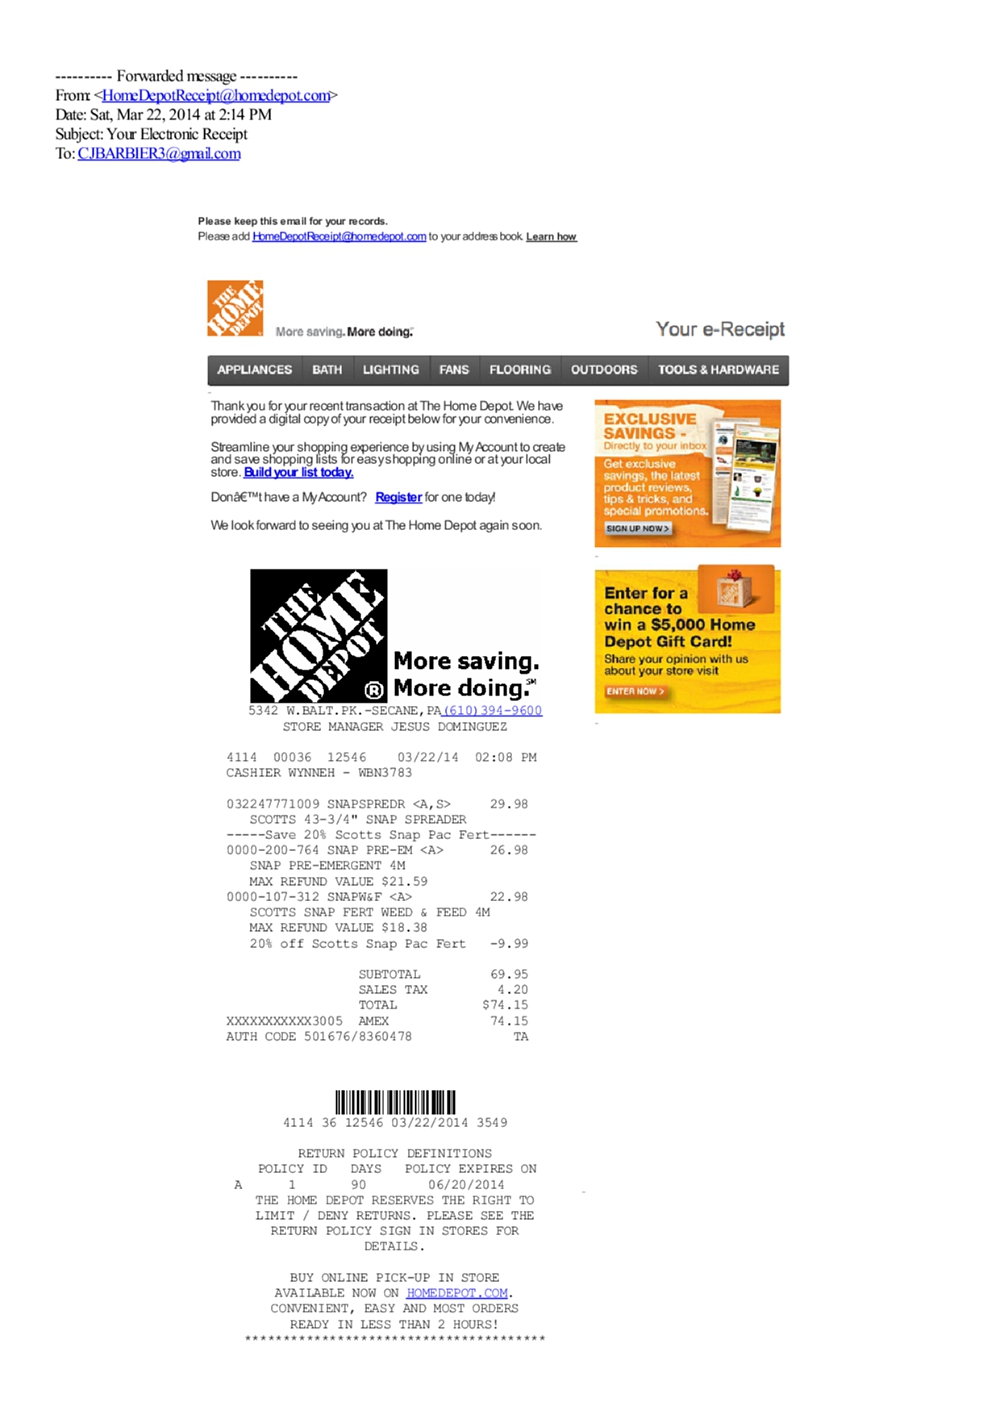 ---------- Forwarded message ----------
From: <HomeDepotReceipt@homedepot.com>
Date: Sat, Mar 22, 2014 at 2:14 PM
Subject: Your Electronic Receipt
To: CJBARBIER3@gmail.com
Please keep this email for your records.
Please add HomeDepotReceipt@homedepot.com to your address book. Learn how
THE HOME DEPOT
More saving. More doing.℠
Your e-Receipt
APPLIANCES BATH LIGHTING FANS FLOORING OUTDOORS TOOLS & HARDWARE
Thank you for your recent transaction at The Home Depot. We have
provided a digital copy of your receipt below for your convenience.
Streamline your shopping experience by using My Account to create
and save shopping lists for easy shopping online or at your local
store. Build your list today.
Donâ€™t have a My Account? Register for one today!
We look forward to seeing you at The Home Depot again soon.
EXCLUSIVE
SAVINGS -
Directly to your inbox
Get exclusive
savings, the latest
product reviews,
tips & tricks, and
special promotions.
SIGN UP NOW >
Enter for a
chance to
win a $5,000 Home
Depot Gift Card!
Share your opinion with us
about your store visit
ENTER NOW >
THE HOME DEPOT ®
More saving.
More doing.℠
5342 W.BALT.PK.-SECANE,PA(610)394-9600
STORE MANAGER JESUS DOMINGUEZ
4114 00036 12546 03/22/14 02:08 PM
CASHIER WYNNEH - WBN3783
032247771009 SNAPSPREDR <A,S> 29.98
SCOTTS 43-3/4" SNAP SPREADER
-----Save 20% Scotts Snap Pac Fert------
0000-200-764 SNAP PRE-EM <A> 26.98
SNAP PRE-EMERGENT 4M
MAX REFUND VALUE $21.59
0000-107-312 SNAPW&F <A> 22.98
SCOTTS SNAP FERT WEED & FEED 4M
MAX REFUND VALUE $18.38
20% off Scotts Snap Pac Fert -9.99
SUBTOTAL 69.95
SALES TAX 4.20
TOTAL $74.15
XXXXXXXXXXX3005 AMEX 74.15
AUTH CODE 501676/8360478 TA
4114 36 12546 03/22/2014 3549
RETURN POLICY DEFINITIONS
POLICY ID DAYS POLICY EXPIRES ON
A 1 90 06/20/2014
THE HOME DEPOT RESERVES THE RIGHT TO
LIMIT / DENY RETURNS. PLEASE SEE THE
RETURN POLICY SIGN IN STORES FOR
DETAILS.
BUY ONLINE PICK-UP IN STORE
AVAILABLE NOW ON HOMEDEPOT.COM.
CONVENIENT, EASY AND MOST ORDERS
READY IN LESS THAN 2 HOURS!
***************************************